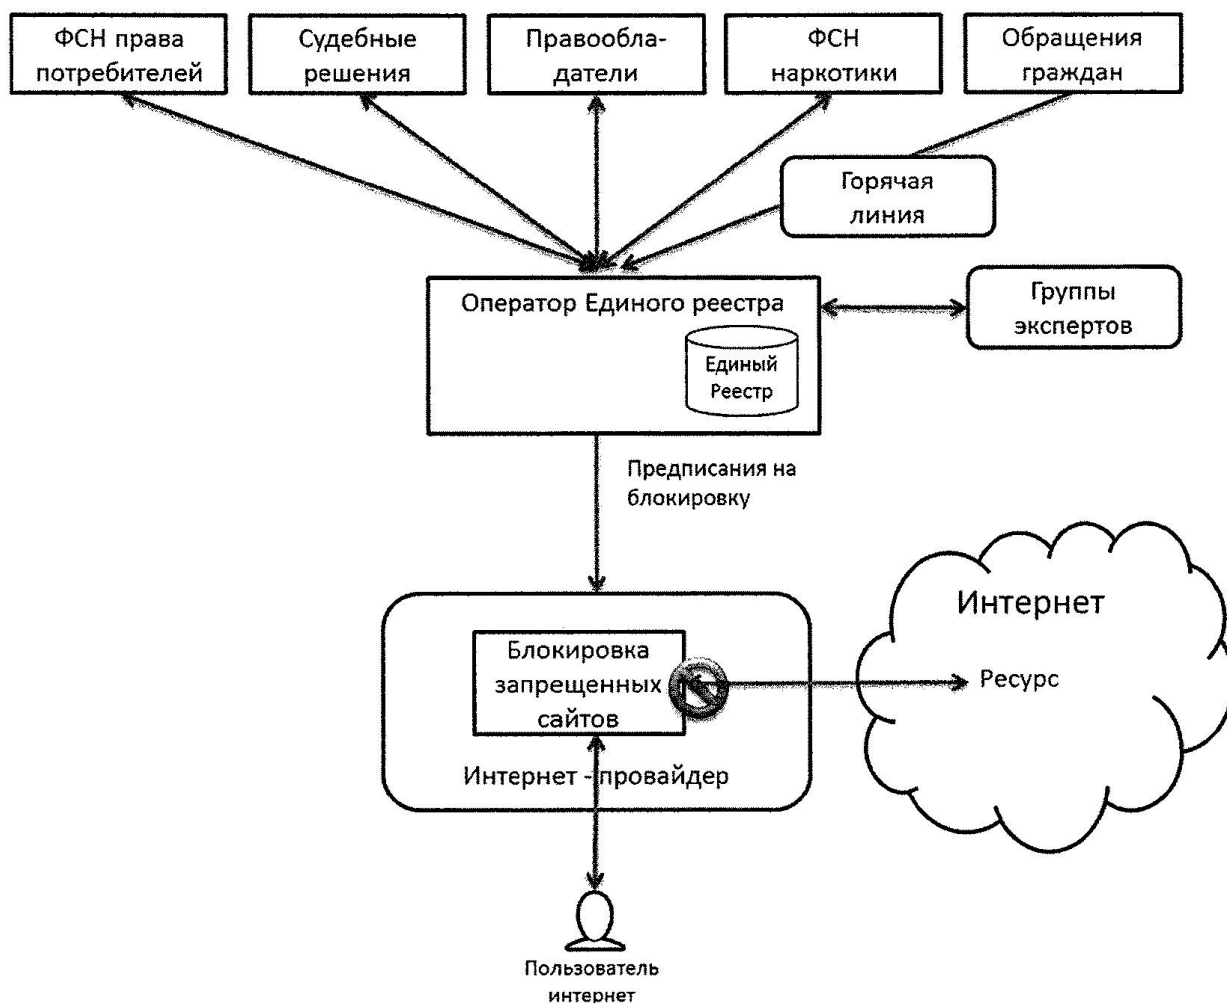 ФСН права
потребителей
Судебные
решения
Правообла-
датели
ФСН
наркотики
Обращения
граждан
Горячая
линия
Оператор Единого реестра
Единый
Реестр
Группы
экспертов
Предписания на
блокировку
Интернет
Ресурс
Блокировка
запрещенных
сайтов
Интернет - провайдер
Пользователь
интернет